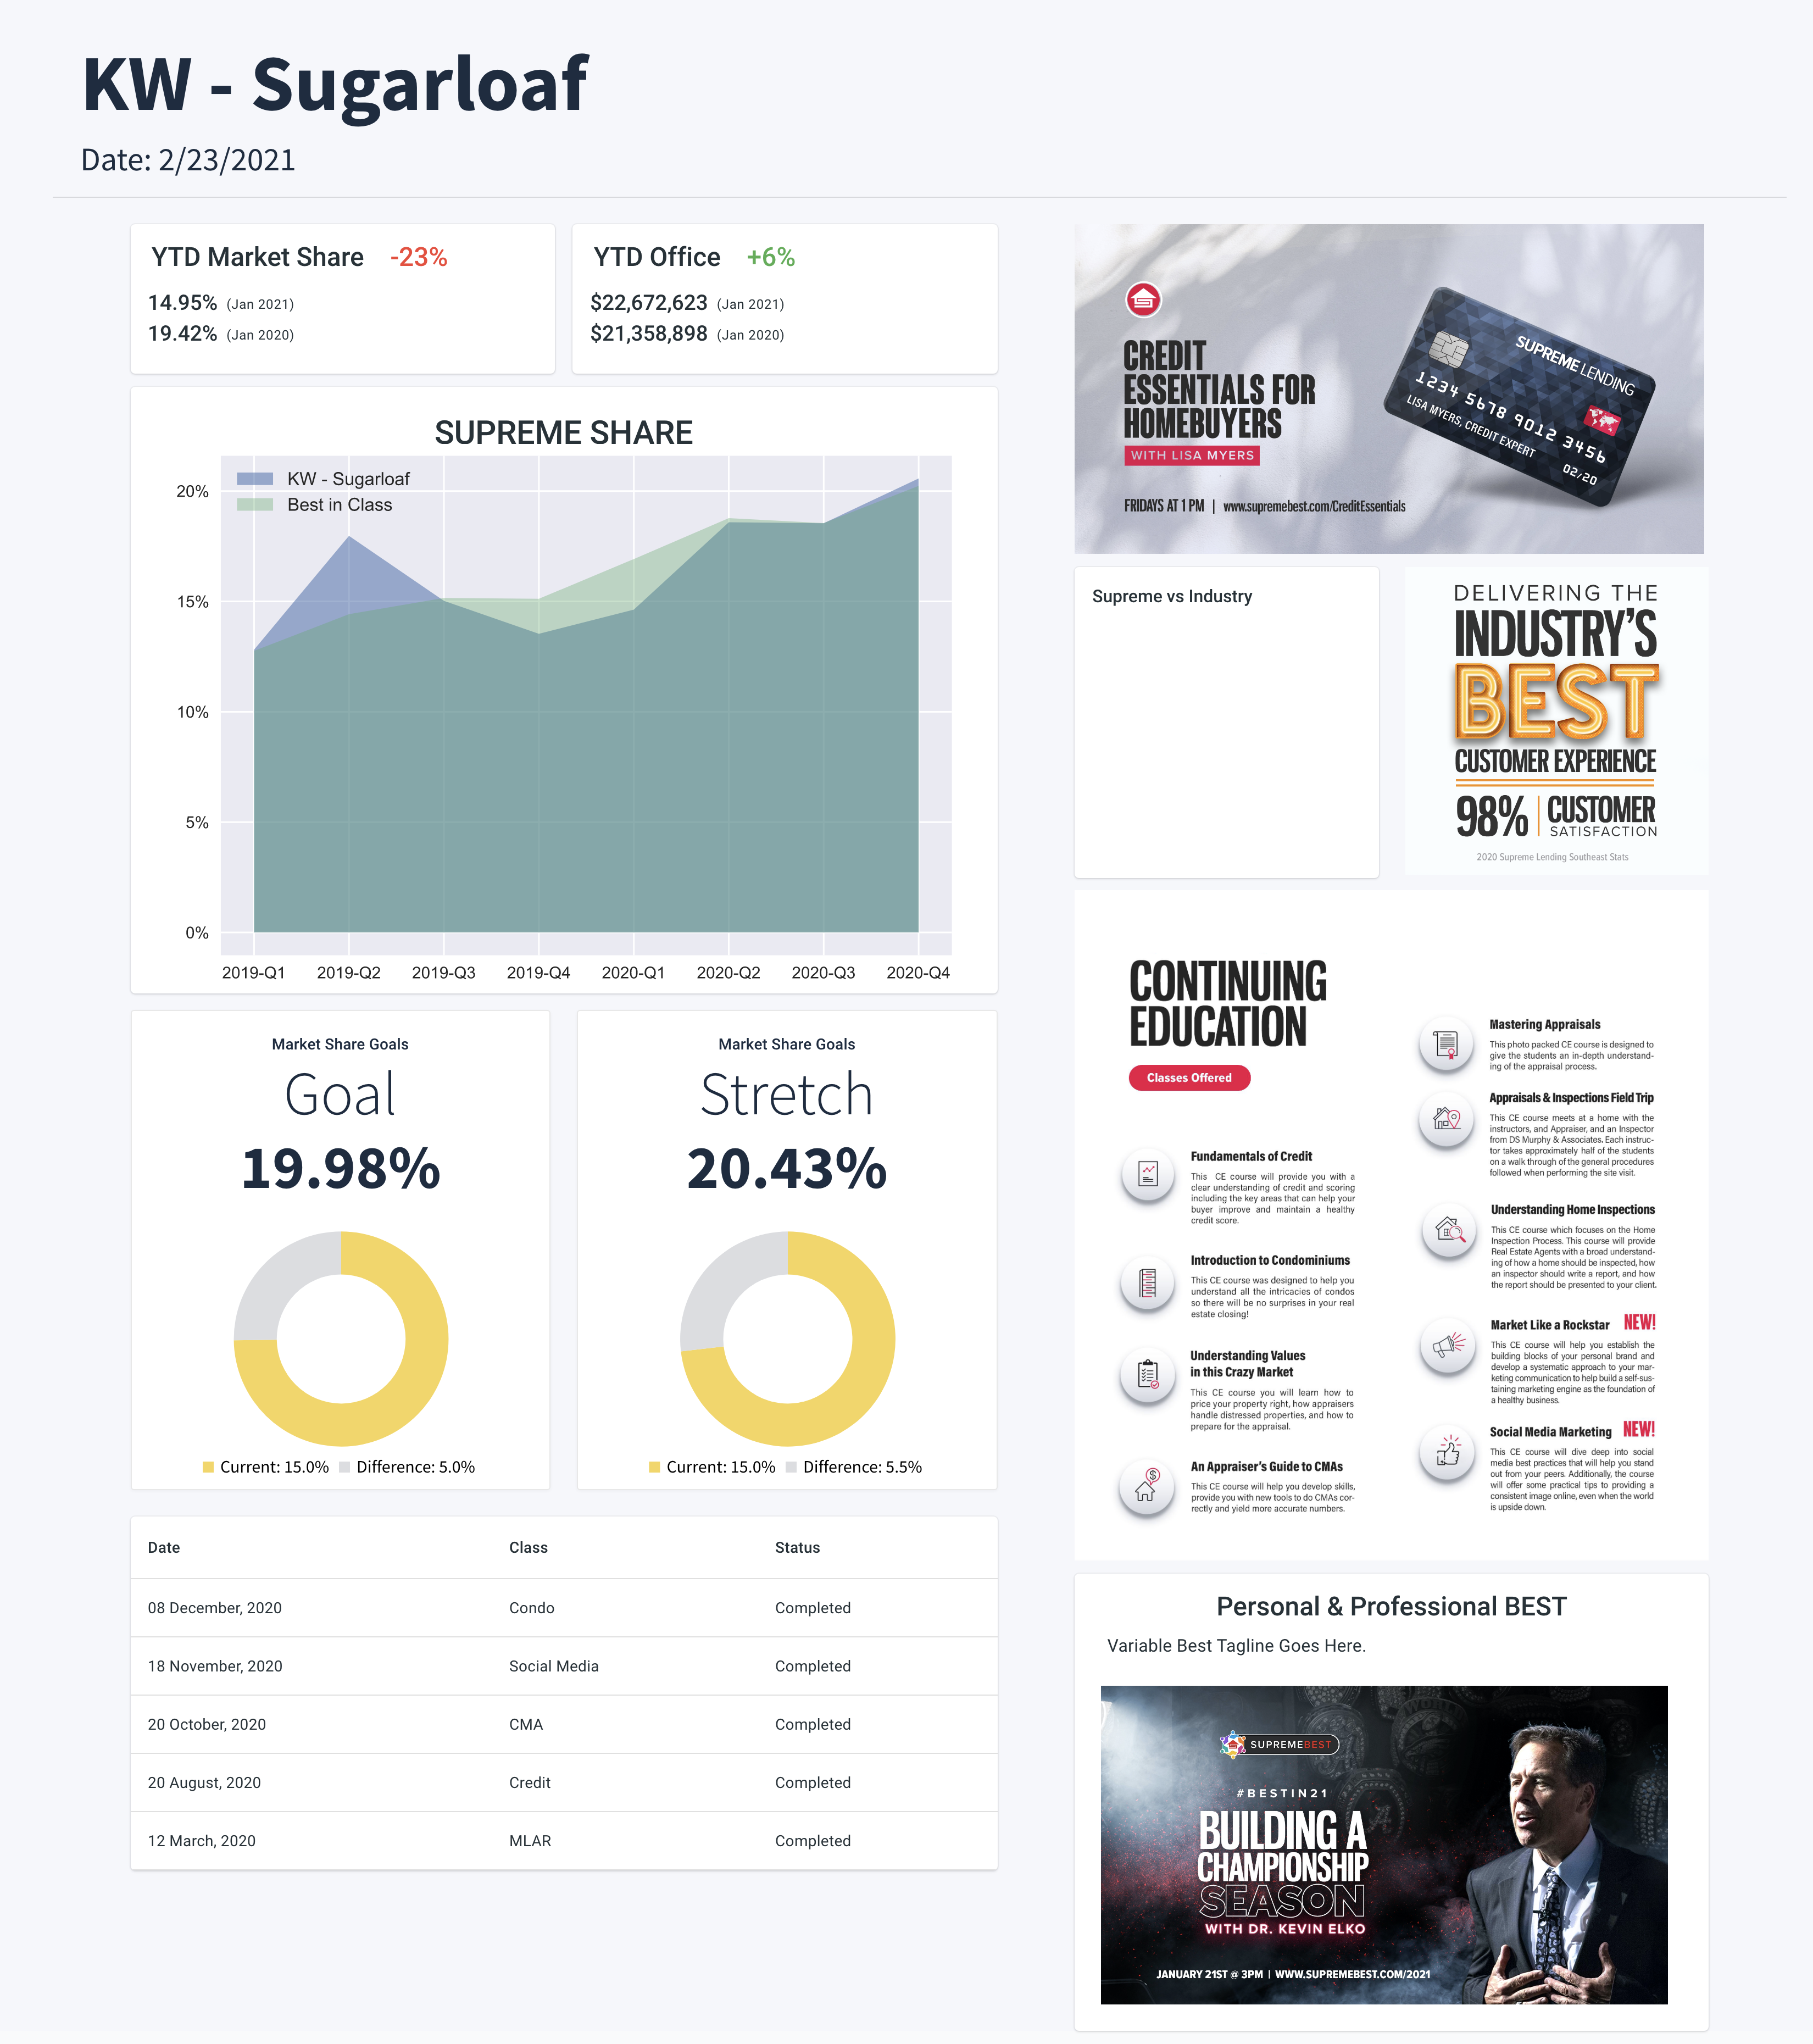 KW - Sugarloaf
Date: 2/23/2021
YTD Market Share -23%
14.95% (Jan 2021)
19.42% (Jan 2020)
YTD Office +6%
$22,672,623 (Jan 2021)
$21,358,898 (Jan 2020)
SUPREME SHARE
KW - Sugarloaf
Best in Class
20%
15%
10%
5%
0%
2019-Q1 2019-Q2 2019-Q3 2019-Q4 2020-Q1 2020-Q2 2020-Q3 2020-Q4
Market Share Goals
Goal
19.98%
Current: 15.0% Difference: 5.0%
Market Share Goals
Stretch
20.43%
Current: 15.0% Difference: 5.5%
Date Class Status
08 December, 2020 Condo Completed
18 November, 2020 Social Media Completed
20 October, 2020 CMA Completed
20 August, 2020 Credit Completed
12 March, 2020 MLAR Completed
CREDIT
ESSENTIALS FOR
HOMEBUYERS
WITH LISA MYERS
FRIDAYS AT 1 PM | www.supremebest.com/CreditEssentials
SUPREME LENDING
1234 5678 9012 3456
LISA MYERS, CREDIT EXPERT
02/20
Supreme vs Industry
DELIVERING THE
INDUSTRY'S
BEST
CUSTOMER EXPERIENCE
98% | CUSTOMER
SATISFACTION
2020 Supreme Lending Southeast Stats
CONTINUING
EDUCATION
Classes Offered
Fundamentals of Credit
This CE course will provide you with a
clear understanding of credit and scoring
including the key areas that can help your
buyer improve and maintain a healthy
credit score.
Introduction to Condominiums
This CE course was designed to help you
understand all the intricacies of condos
so there will be no surprises in your real
estate closing!
Understanding Values
in this Crazy Market
This CE course you will learn how to
price your property right, how appraisers
handle distressed properties, and how to
prepare for the appraisal.
An Appraiser's Guide to CMAs
This CE course will help you develop skills,
provide you with new tools to do CMAs cor-
rectly and yield more accurate numbers.
Mastering Appraisals
This photo packed CE course is designed to
give the students an in-depth understand-
ing of the appraisal process.
Appraisals & Inspections Field Trip
This CE course meets at a home with the
instructors, and Appraiser, and an Inspector
from DS Murphy & Associates. Each instruc-
tor takes approximately half of the students
on a walk through of the general procedures
followed when performing the site visit.
Understanding Home Inspections
This CE course which focuses on the Home
Inspection Process. This course will provide
Real Estate Agents with a broad understand-
ing of how a home should be inspected, how
an inspector should write a report, and how
the report should be presented to your client.
Market Like a Rockstar NEW!
This CE course will help you establish the
building blocks of your personal brand and
develop a systematic approach to your mar-
keting communication to help build a self-sus-
taining marketing engine as the foundation of
a healthy business.
Social Media Marketing NEW!
This CE course will dive deep into social
media best practices that will help you stand
out from your peers. Additionally, the course
will offer some practical tips to providing a
consistent image online, even when the world
is upside down.
Personal & Professional BEST
Variable Best Tagline Goes Here.
SUPREMEBEST
#BESTIN21
BUILDING A
CHAMPIONSHIP
SEASON
WITH DR. KEVIN ELKO
JANUARY 21ST @ 3PM | WWW.SUPREMEBEST.COM/2021